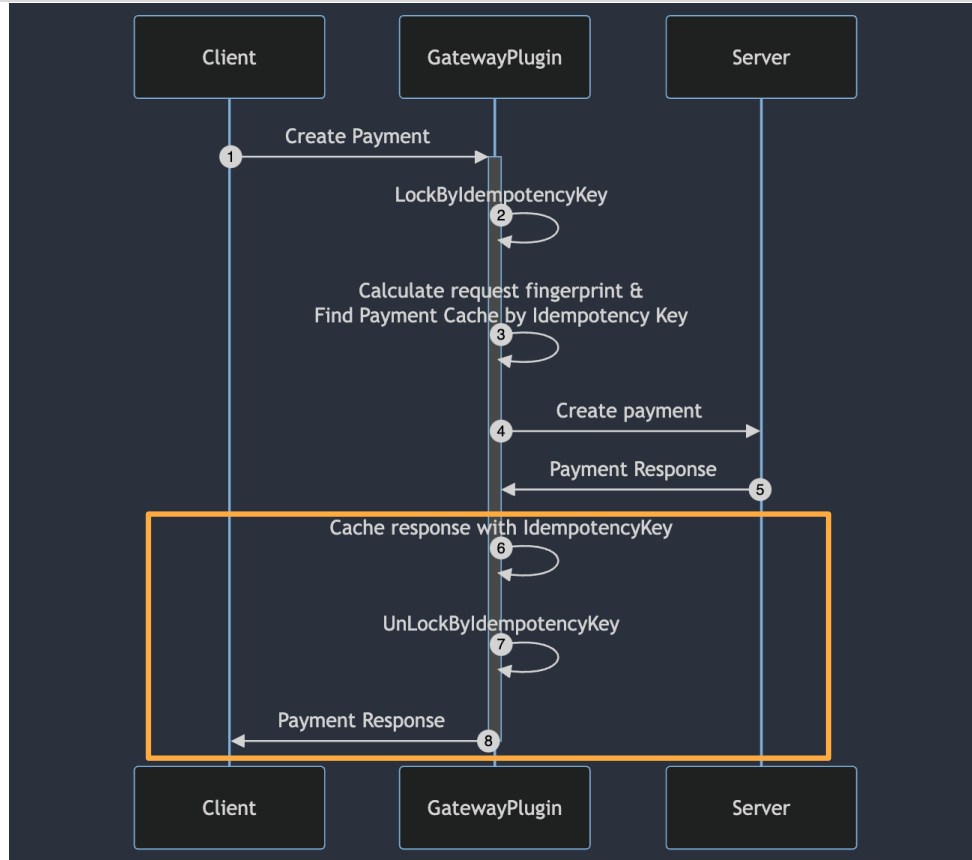 Client
GatewayPlugin
Server
Create Payment
1
LockByIdempotencyKey
2
Calculate request fingerprint &
Find Payment Cache by Idempotency Key
3
Create payment
4
Payment Response
5
Cache response with IdempotencyKey
6
UnLockByIdempotencyKey
7
Payment Response
8
Client
GatewayPlugin
Server